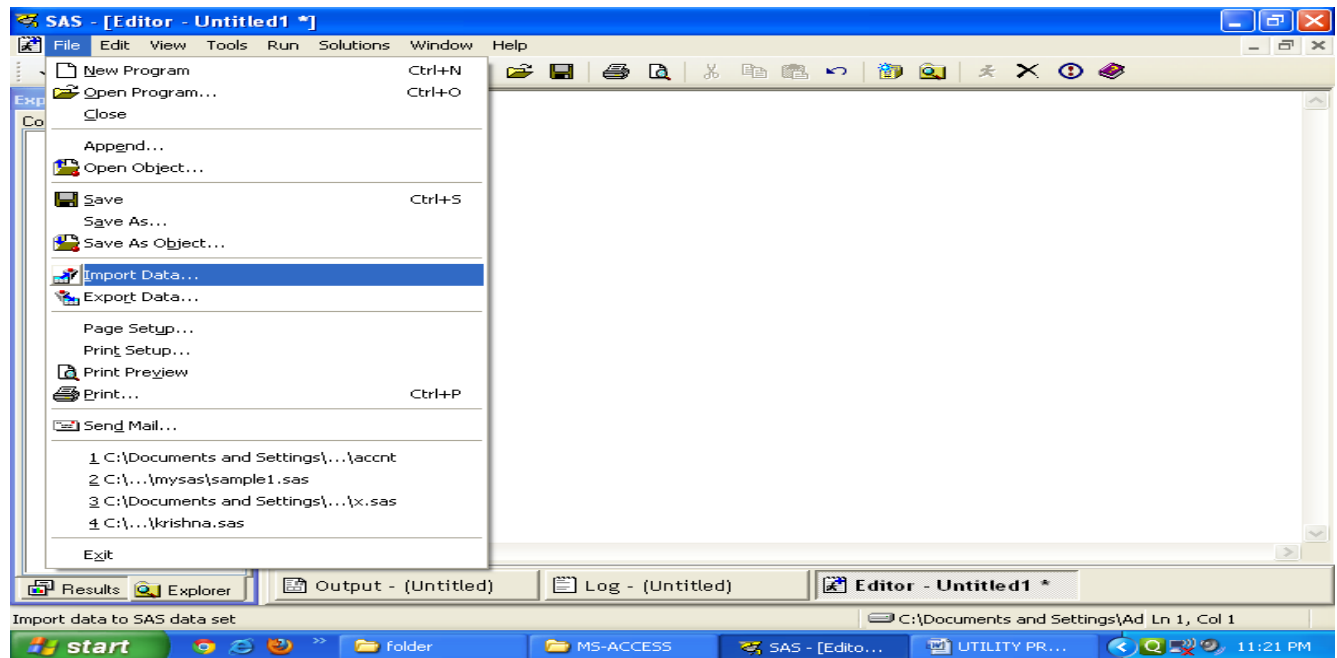 SAS - [Editor - Untitled1 *]
File Edit View Tools Run Solutions Window Help
New Program Ctrl+N
Open Program... Ctrl+O
Close
Append...
Open Object...
Save Ctrl+S
Save As...
Save As Object...
Import Data...
Export Data...
Page Setup...
Print Setup...
Print Preview
Print... Ctrl+P
Send Mail...
1 C:\Documents and Settings\...\accnt
2 C:\...\mysas\sample1.sas
3 C:\Documents and Settings\...\x.sas
4 C:\...\krishna.sas
Exit
Exp
Co
Results Explorer Output - (Untitled) Log - (Untitled) Editor - Untitled1 *
Import data to SAS data set C:\Documents and Settings\Ad Ln 1, Col 1
start folder MS-ACCESS SAS - [Edito... UTILITY PR... 11:21 PM